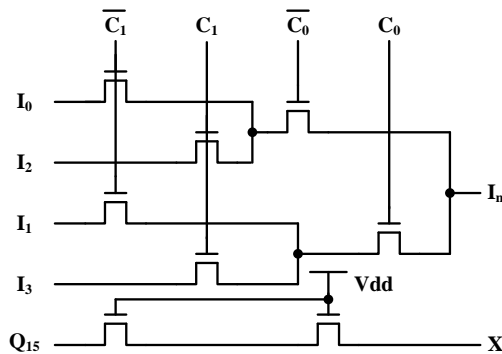 C̅₁ C₁ C̅₀ C₀
I₀
I₂
I₁
Iₙ
I₃
Vdd
Q₁₅
X